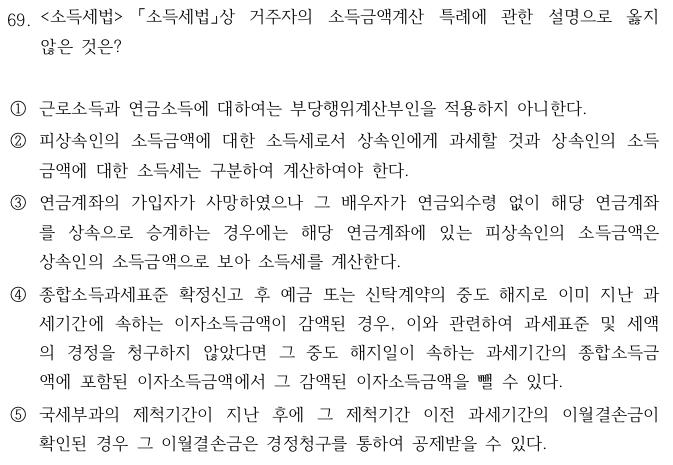 69. <소득세법> 「소득세법」상 거주자의 소득금액계산 특례에 관한 설명으로 옳지
않은 것은?
① 근로소득과 연금소득에 대하여는 부당행위계산부인을 적용하지 아니한다.
② 피상속인의 소득금액에 대한 소득세로서 상속인에게 과세할 것과 상속인의 소득
금액에 대한 소득세는 구분하여 계산하여야 한다.
③ 연금계좌의 가입자가 사망하였으나 그 배우자가 연금외수령 없이 해당 연금계좌
를 상속으로 승계하는 경우에는 해당 연금계좌에 있는 피상속인의 소득금액은
상속인의 소득금액으로 보아 소득세를 계산한다.
④ 종합소득과세표준 확정신고 후 예금 또는 신탁계약의 중도 해지로 이미 지난 과
세기간에 속하는 이자소득금액이 감액된 경우, 이와 관련하여 과세표준 및 세액
의 경정을 청구하지 않았다면 그 중도 해지일이 속하는 과세기간의 종합소득금
액에 포함된 이자소득금액에서 그 감액된 이자소득금액을 뺄 수 있다.
⑤ 국세부과의 제척기간이 지난 후에 그 제척기간 이전 과세기간의 이월결손금이
확인된 경우 그 이월결손금은 경정청구를 통하여 공제받을 수 있다.